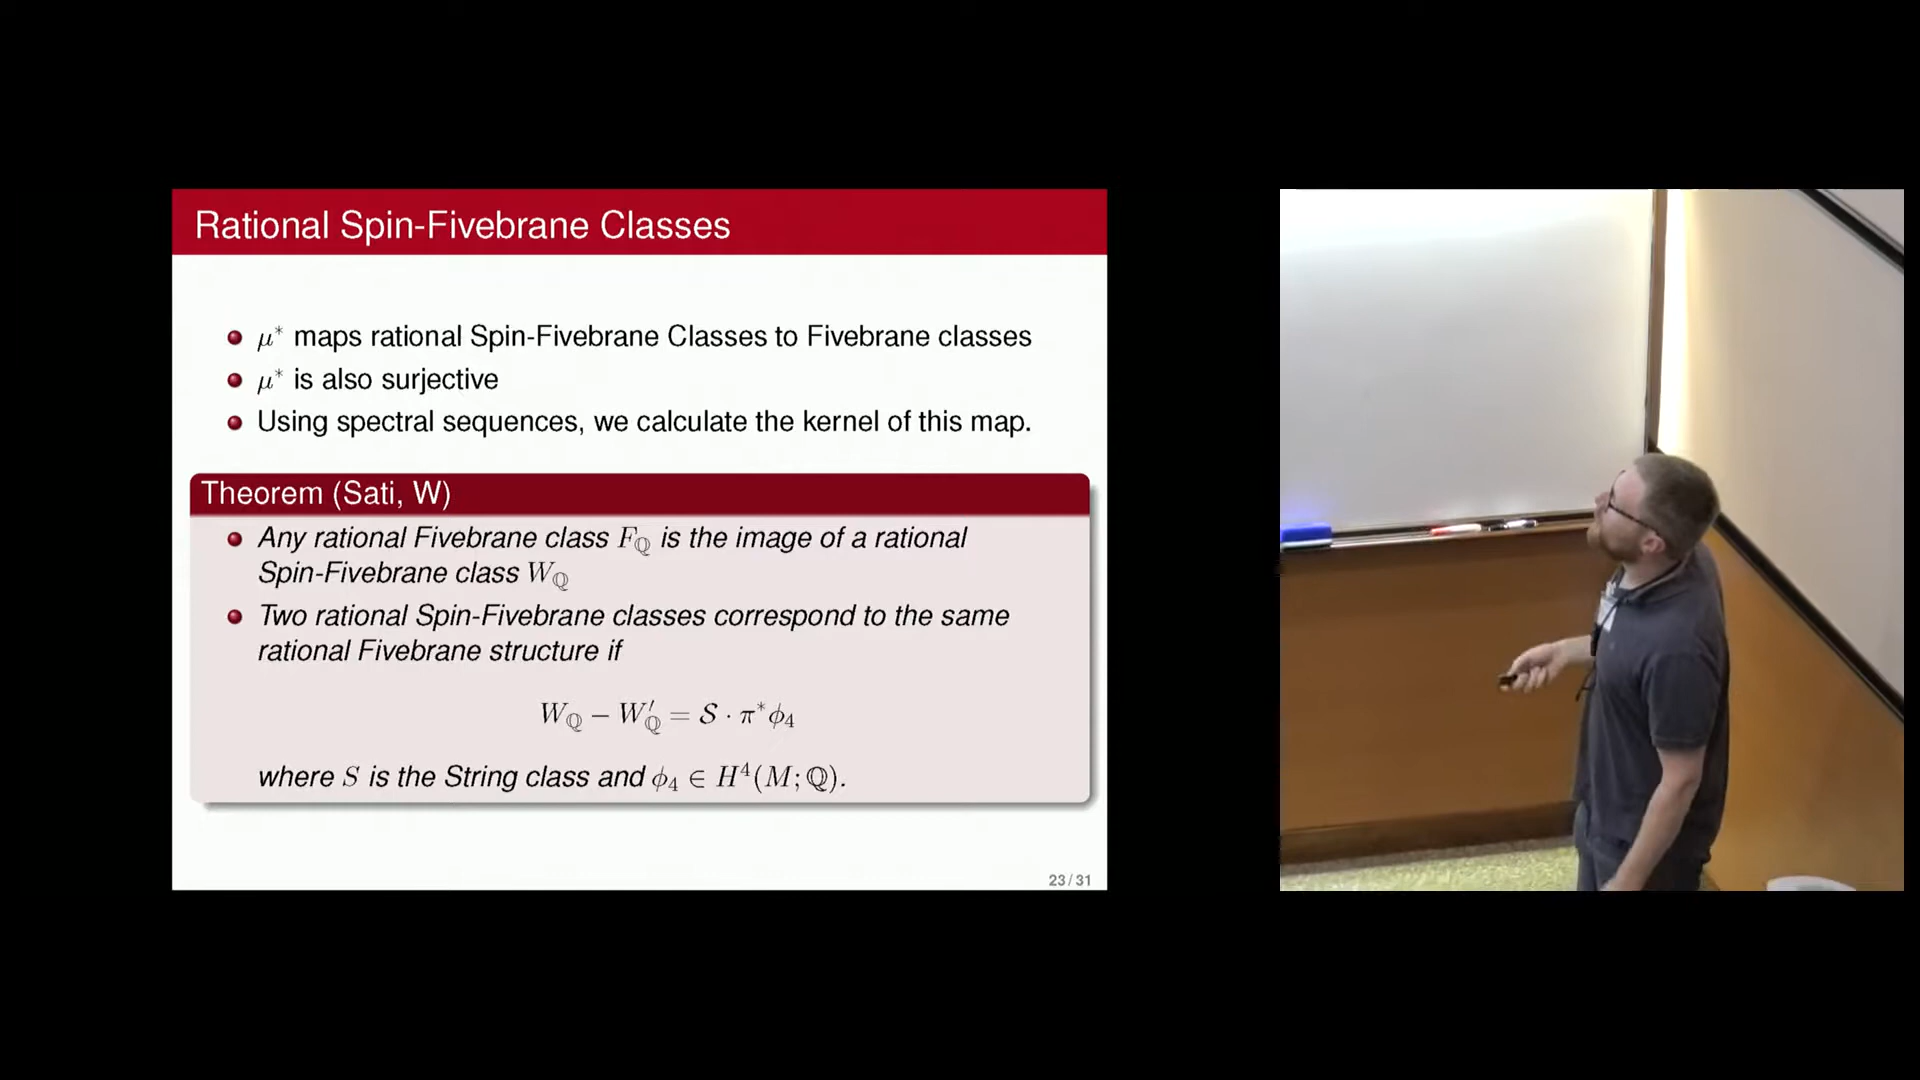 Rational Spin-Fivebrane Classes
μ* maps rational Spin-Fivebrane Classes to Fivebrane classes
μ* is also surjective
Using spectral sequences, we calculate the kernel of this map.
Theorem (Sati, W)
Any rational Fivebrane class F_ℚ is the image of a rational
Spin-Fivebrane class W_ℚ
Two rational Spin-Fivebrane classes correspond to the same
rational Fivebrane structure if
W_ℚ − W′_ℚ = 𝒮 · π*ϕ₄
where S is the String class and ϕ₄ ∈ H⁴(M; ℚ).
23 / 31